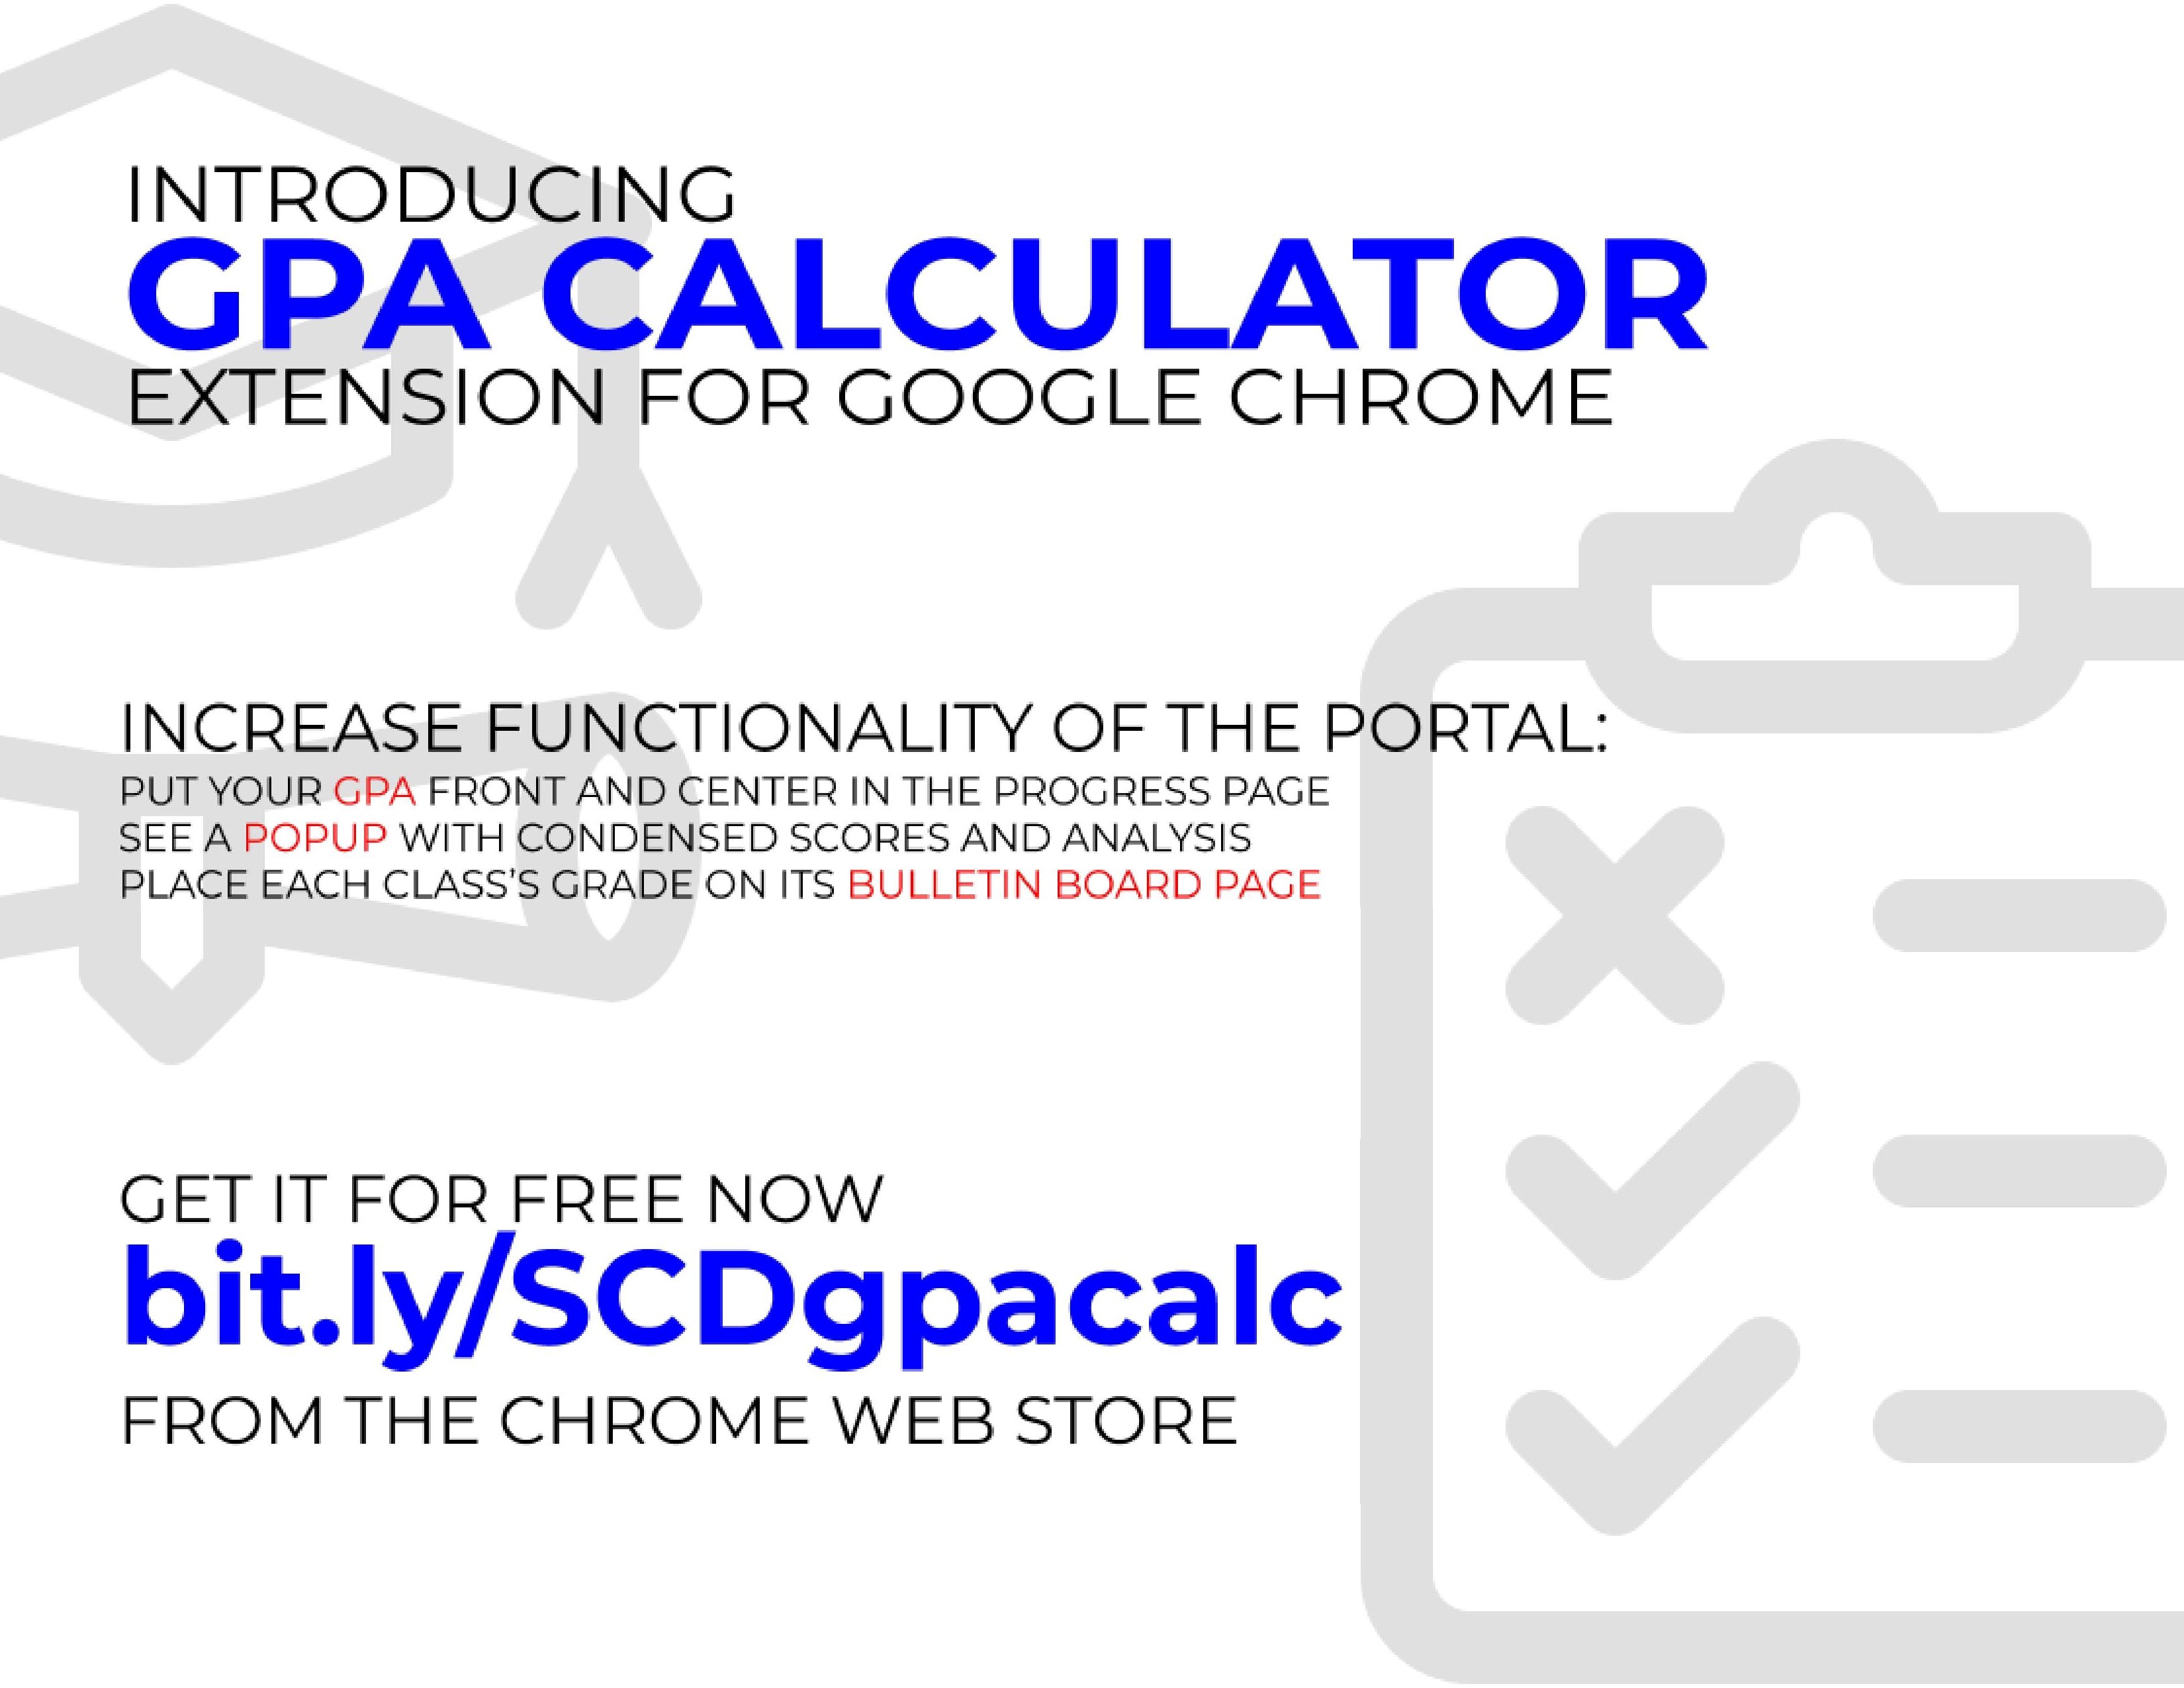 INTRODUCING
GPA CALCULATOR
EXTENSION FOR GOOGLE CHROME
INCREASE FUNCTIONALITY OF THE PORTAL:
PUT YOUR GPA FRONT AND CENTER IN THE PROGRESS PAGE
SEE A POPUP WITH CONDENSED SCORES AND ANALYSIS
PLACE EACH CLASS'S GRADE ON ITS BULLETIN BOARD PAGE
GET IT FOR FREE NOW
bit.ly/SCDgpacalc
FROM THE CHROME WEB STORE